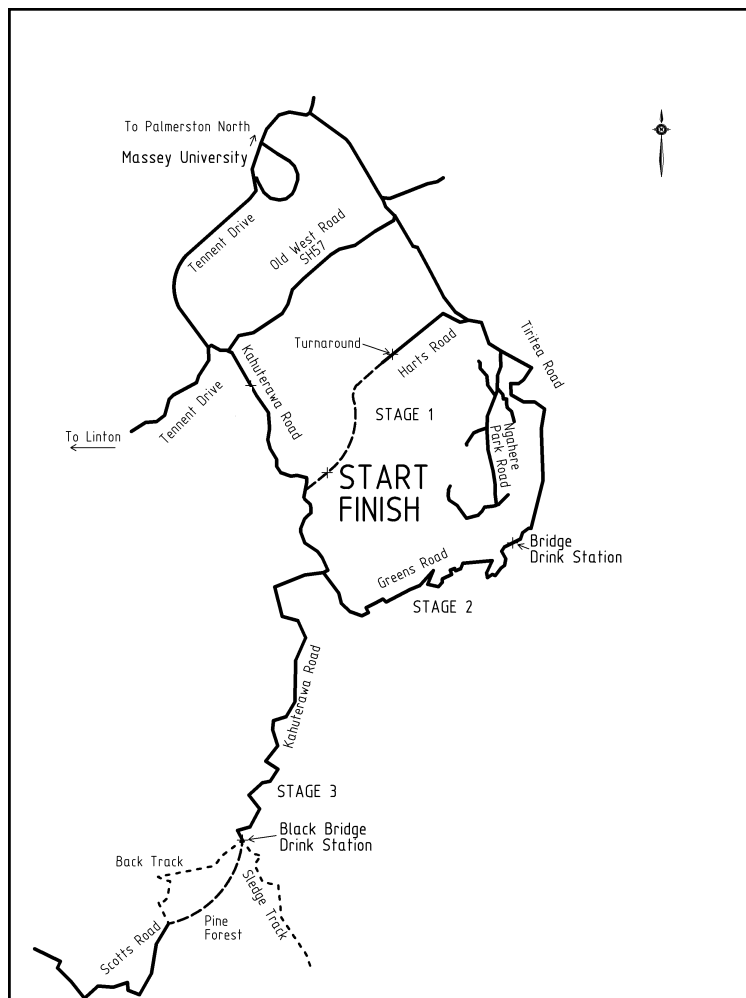 To Palmerston North
Massey University
Tennent Drive
Old West Road
SH57
Turnaround
Harts Road
Tiritea Road
Kahuterawa Road
Tennent Drive
To Linton
STAGE 1
START
FINISH
Ngahere
Park Road
Bridge
Drink Station
Greens Road
STAGE 2
Kahuterawa Road
STAGE 3
Black Bridge
Drink Station
Back Track
Sledge Track
Pine
Forest
Scotts Road